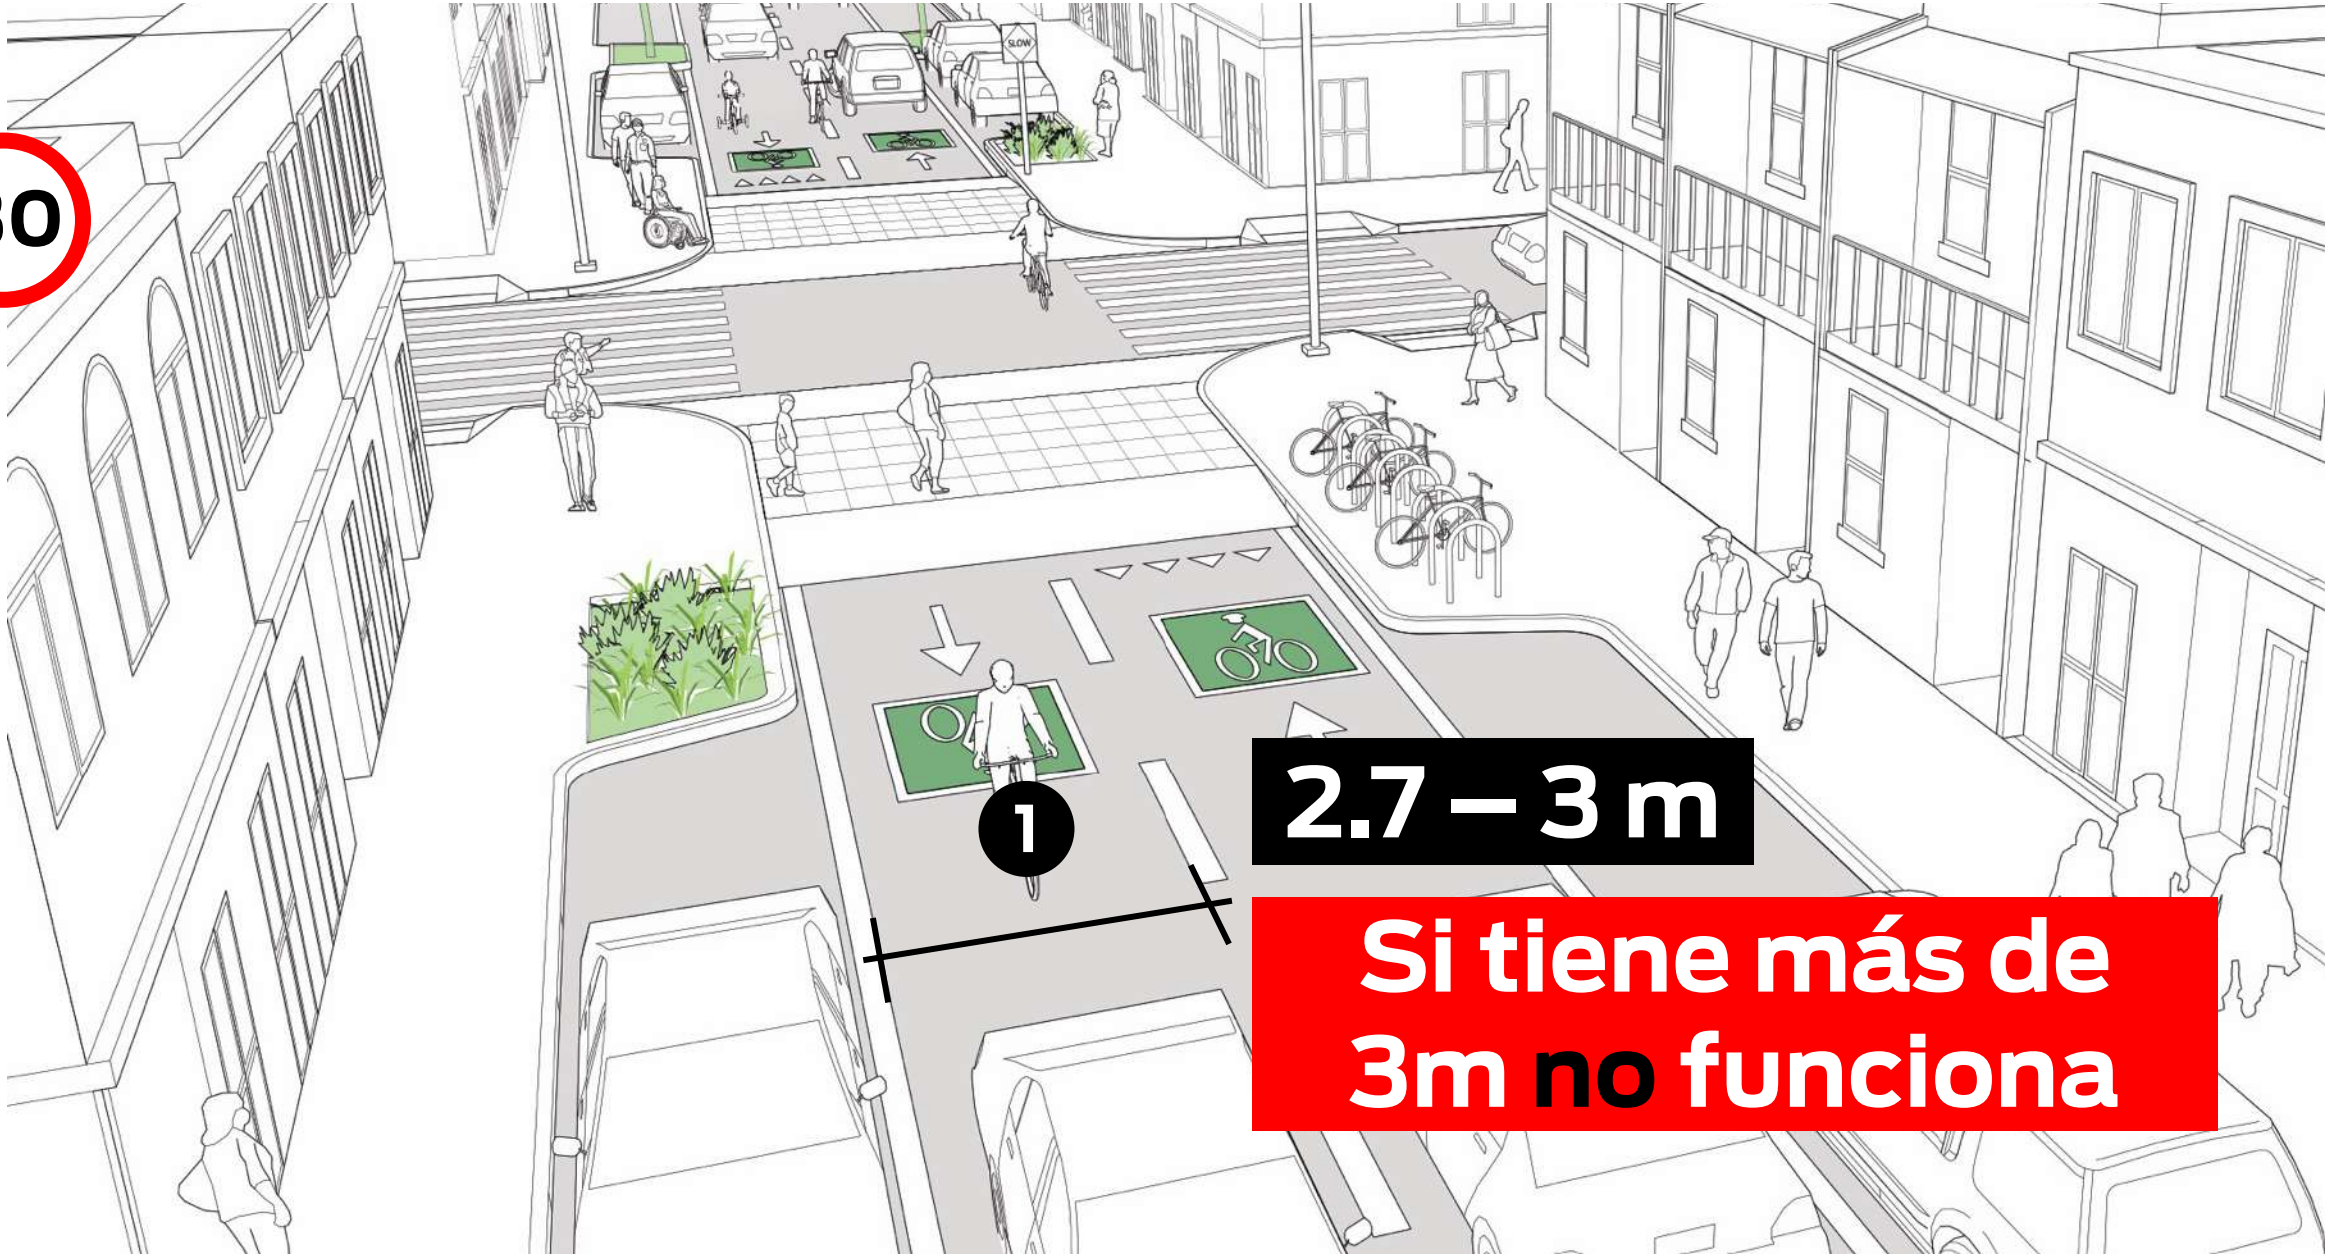 SLOW
30
1
2.7 – 3 m
Si tiene más de
3m no funciona